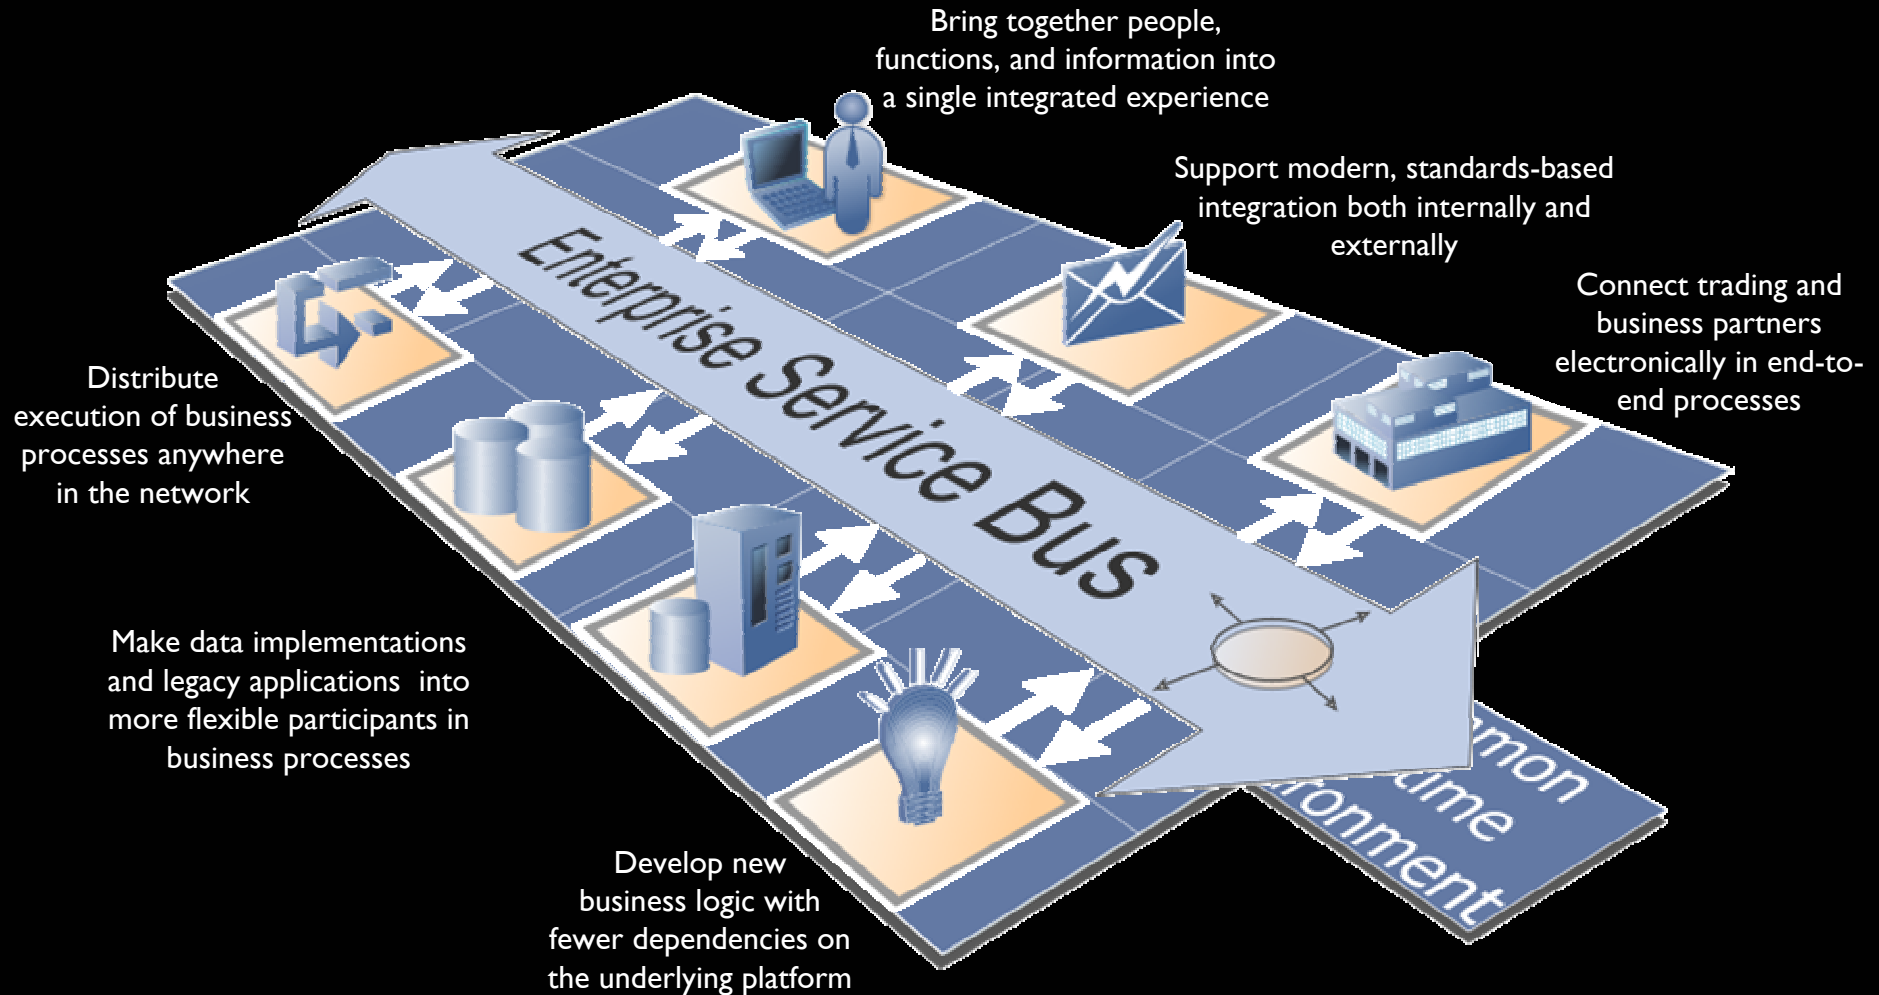 Bring together people,
functions, and information into
a single integrated experience
Support modern, standards-based
integration both internally and
externally
Connect trading and
business partners
electronically in end-to-
end processes
Enterprise Service Bus
Distribute
execution of business
processes anywhere
in the network
Make data implementations
and legacy applications into
more flexible participants in
business processes
Develop new
business logic with
fewer dependencies on
the underlying platform
mmon
time
ironment